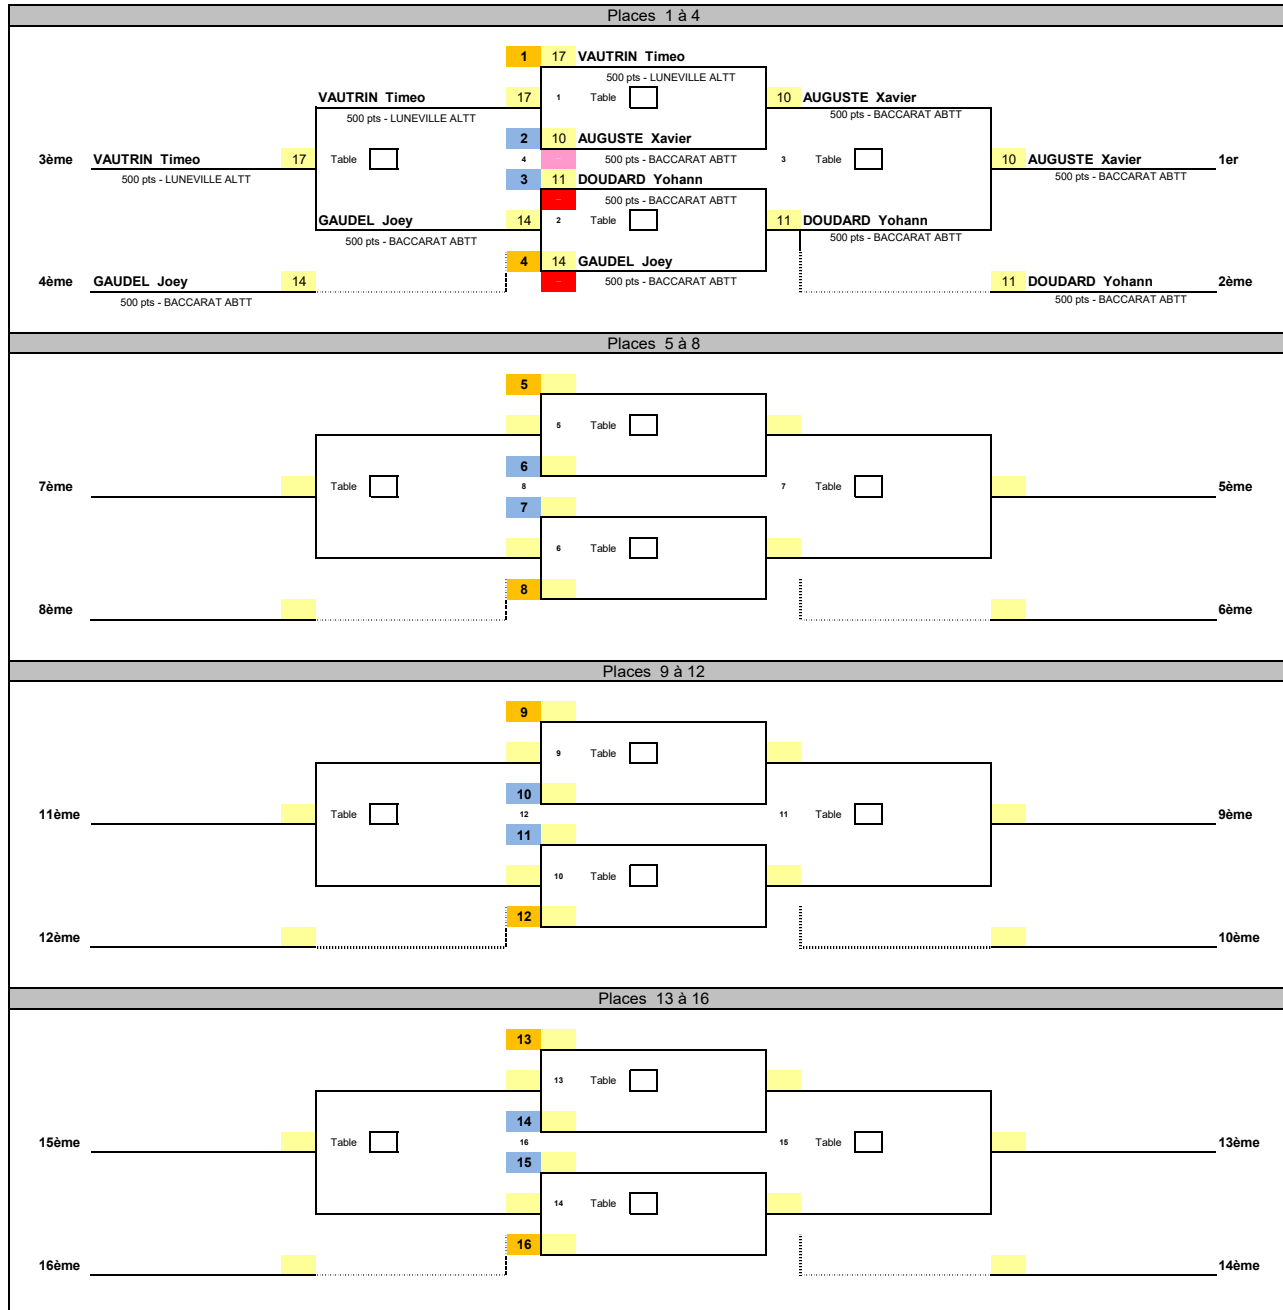 Places 1 à 4
1 17 VAUTRIN Timeo
500 pts - LUNEVILLE ALTT
VAUTRIN Timeo 17 1 Table 10 AUGUSTE Xavier
500 pts - LUNEVILLE ALTT 500 pts - BACCARAT ABTT
2 10 AUGUSTE Xavier
3ème VAUTRIN Timeo 17 Table 4 500 pts - BACCARAT ABTT 3 Table 10 AUGUSTE Xavier 1er
500 pts - LUNEVILLE ALTT 3 11 DOUDARD Yohann 500 pts - BACCARAT ABTT
500 pts - BACCARAT ABTT
GAUDEL Joey 14 2 Table 11 DOUDARD Yohann
500 pts - BACCARAT ABTT 500 pts - BACCARAT ABTT
4 14 GAUDEL Joey
4ème GAUDEL Joey 14 500 pts - BACCARAT ABTT 11 DOUDARD Yohann 2ème
500 pts - BACCARAT ABTT 500 pts - BACCARAT ABTT
Places 5 à 8
5
5 Table
6
7ème Table 8 7 Table 5ème
7
6 Table
8
8ème 6ème
Places 9 à 12
9
9 Table
10
11ème Table 12 11 Table 9ème
11
10 Table
12
12ème 10ème
Places 13 à 16
13
13 Table
14
15ème Table 16 15 Table 13ème
15
14 Table
16
16ème 14ème